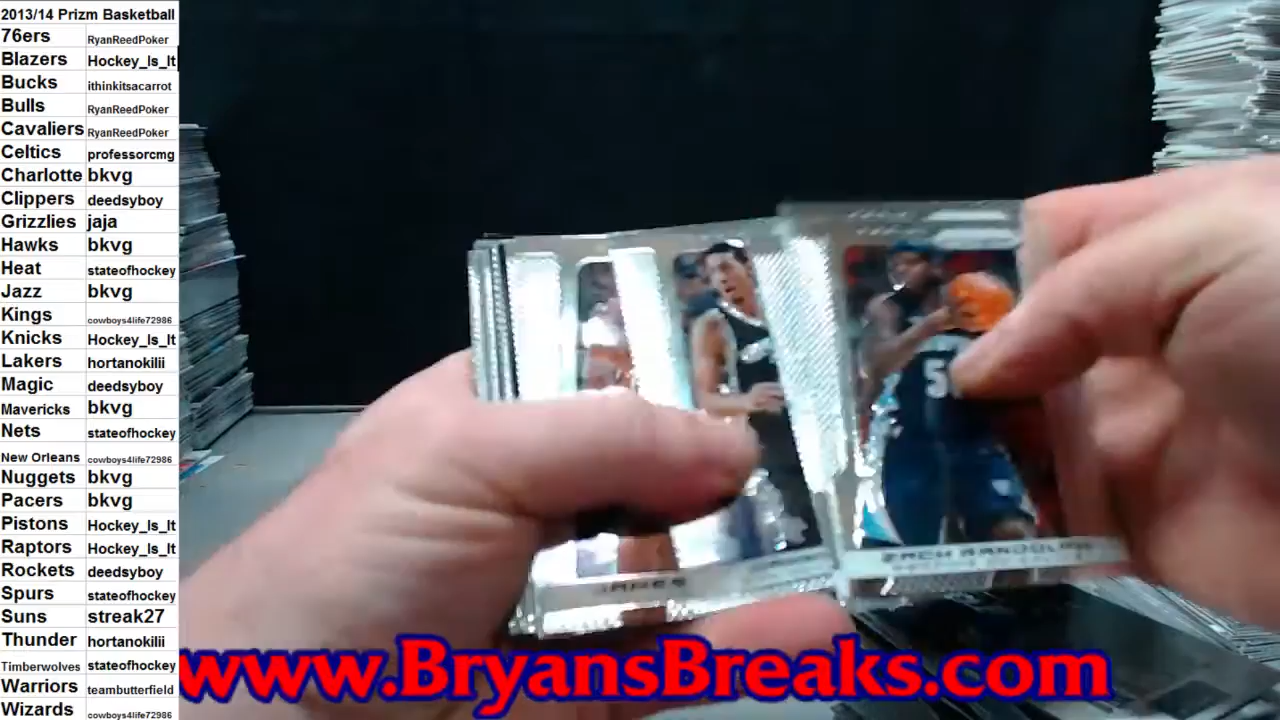 2013/14 Prizm Basketball
76ers RyanReedPoker
Blazers Hockey_Is_It
Bucks ithinkitsacarrot
Bulls RyanReedPoker
Cavaliers RyanReedPoker
Celtics professorcmg
Charlotte bkvg
Clippers deedsyboy
Grizzlies jaja
Hawks bkvg
Heat stateofhockey
Jazz bkvg
Kings cowboys4life72986
Knicks Hockey_Is_It
Lakers hortanokilii
Magic deedsyboy
Mavericks bkvg
Nets stateofhockey
New Orleans cowboys4life72986
Nuggets bkvg
Pacers bkvg
Pistons Hockey_Is_It
Raptors Hockey_Is_It
Rockets deedsyboy
Spurs stateofhockey
Suns streak27
Thunder hortanokilii
Timberwolves stateofhockey
Warriors teambutterfield
Wizards cowboys4life72986
ZACH RANDOLPH
JAMES
www.BryansBreaks.com